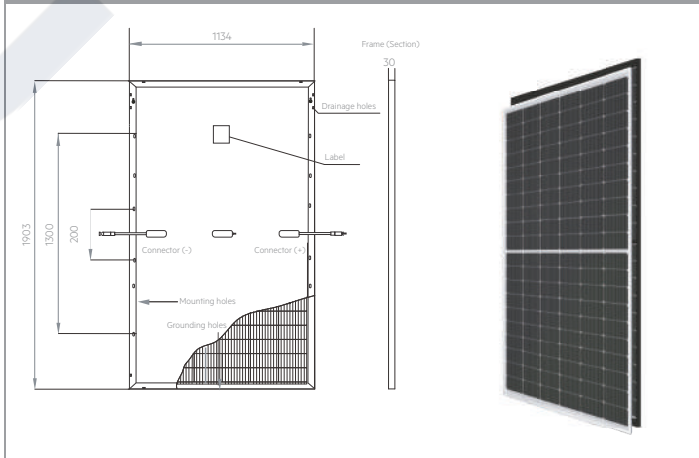 1134
Frame (Section)
30
Drainage holes
Label
1903
1300
200
Connector (-)
Connector (+)
Mounting holes
Grounding holes